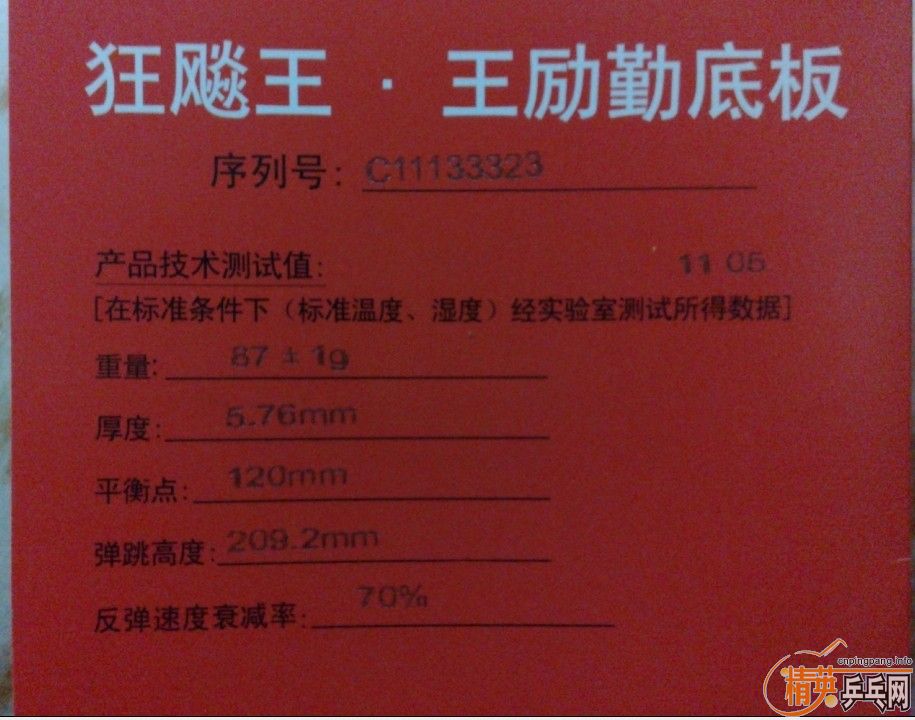 狂飚王·王励勤底板
序列号: C11133323
产品技术测试值: 11 05
[在标准条件下（标准温度、湿度）经实验室测试所得数据]
重量: 87 ± 1g
厚度: 5.76mm
平衡点: 120mm
弹跳高度: 209.2mm
反弹速度衰减率: 70%
cnpingpang.info
精英乒乓网